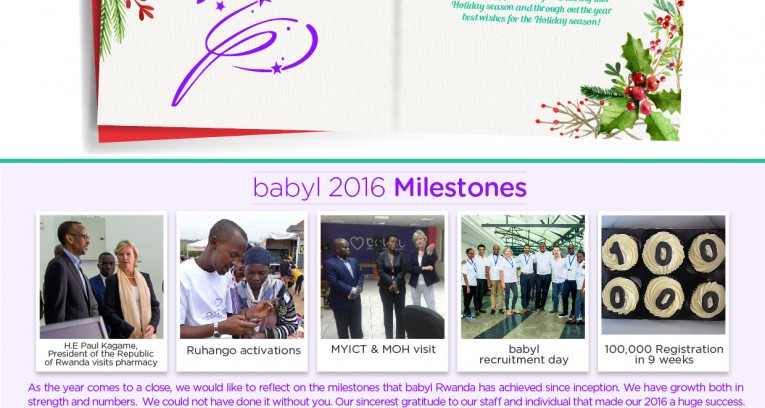 Holiday season and through out the year
best wishes for the Holiday season!
babyl 2016 Milestones
babyl
100
000
H.E Paul Kagame,
President of the Republic
of Rwanda visits pharmacy
Ruhango activations
MYICT & MOH visit
babyl
recruitment day
100,000 Registration
in 9 weeks
As the year comes to a close, we would like to reflect on the milestones that babyl Rwanda has achieved since inception. We have growth both in
strength and numbers. We could not have done it without you. Our sincerest gratitude to our staff and individual that made our 2016 a huge success.